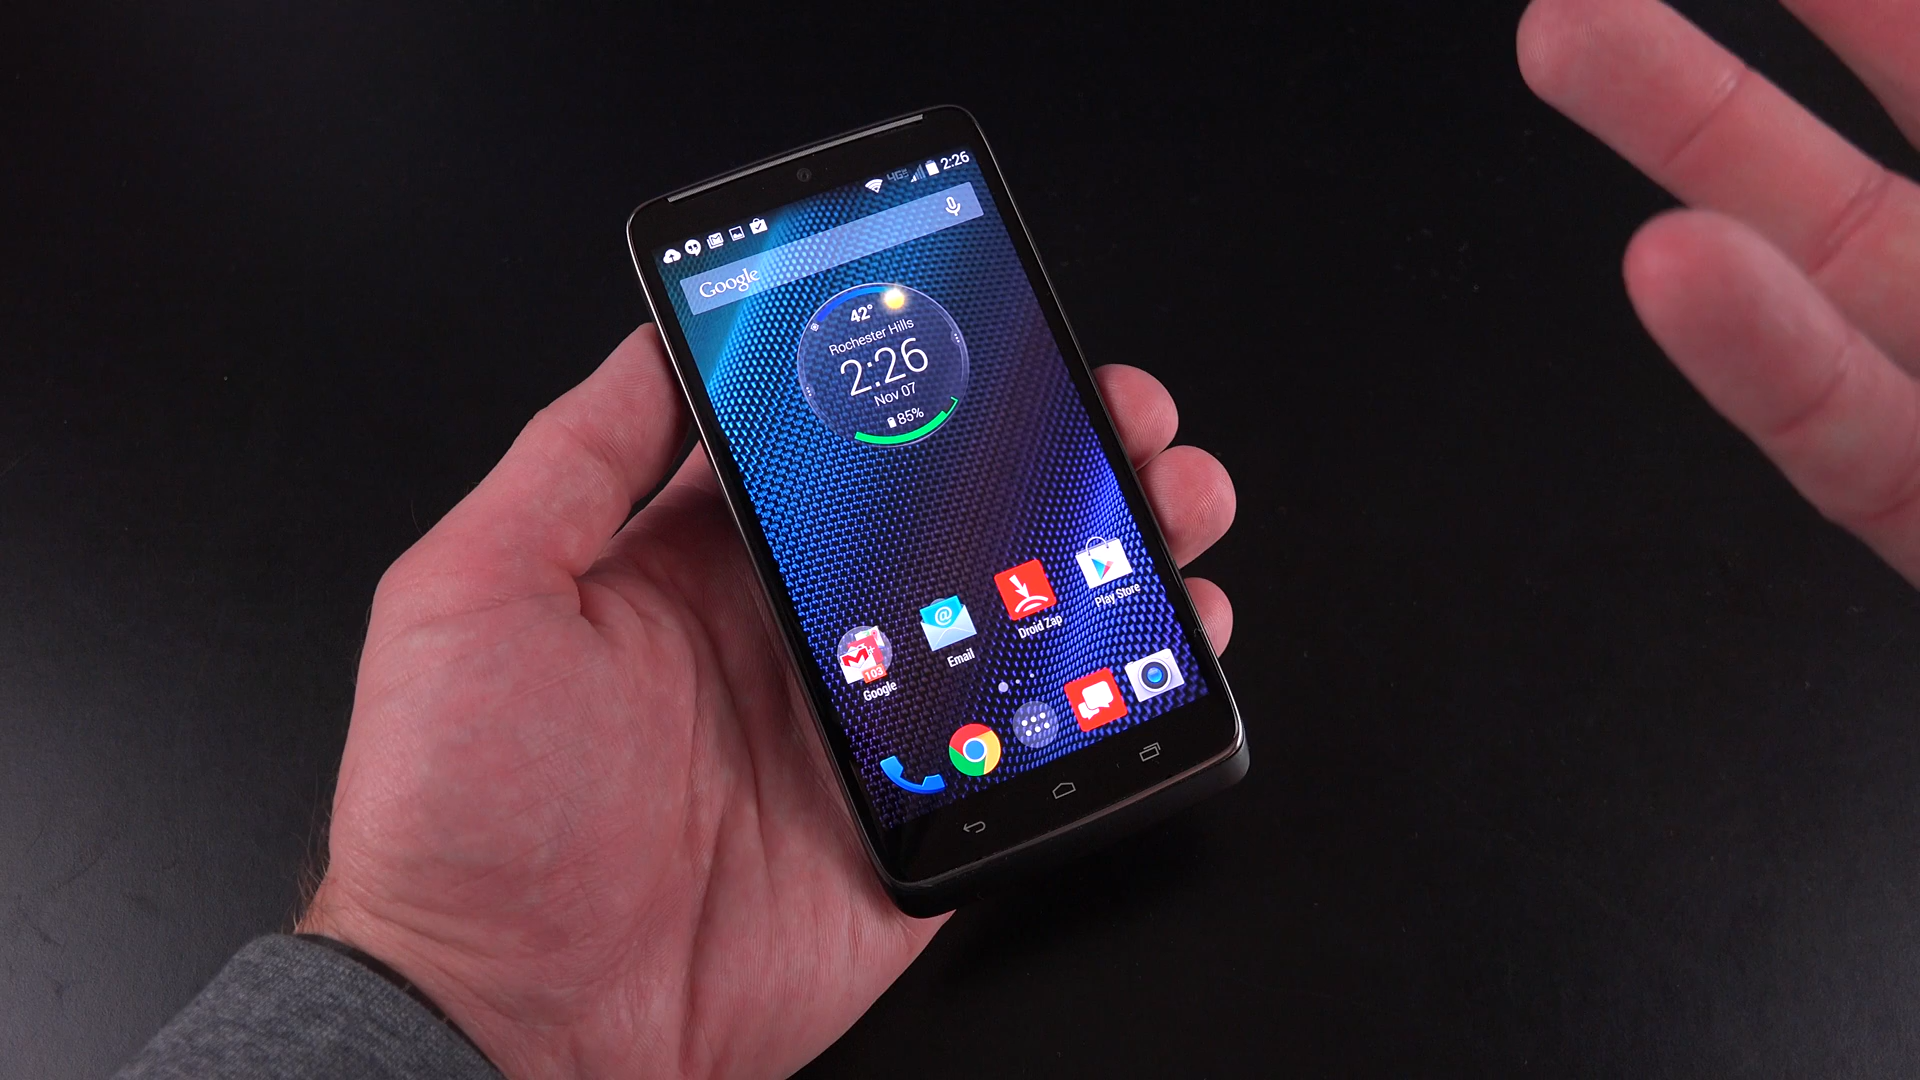 4G LTE 2:26
Google
42°
Rochester Hills
2:26
Nov 07
85%
Play Store
Droid Zap
Email
103
Google